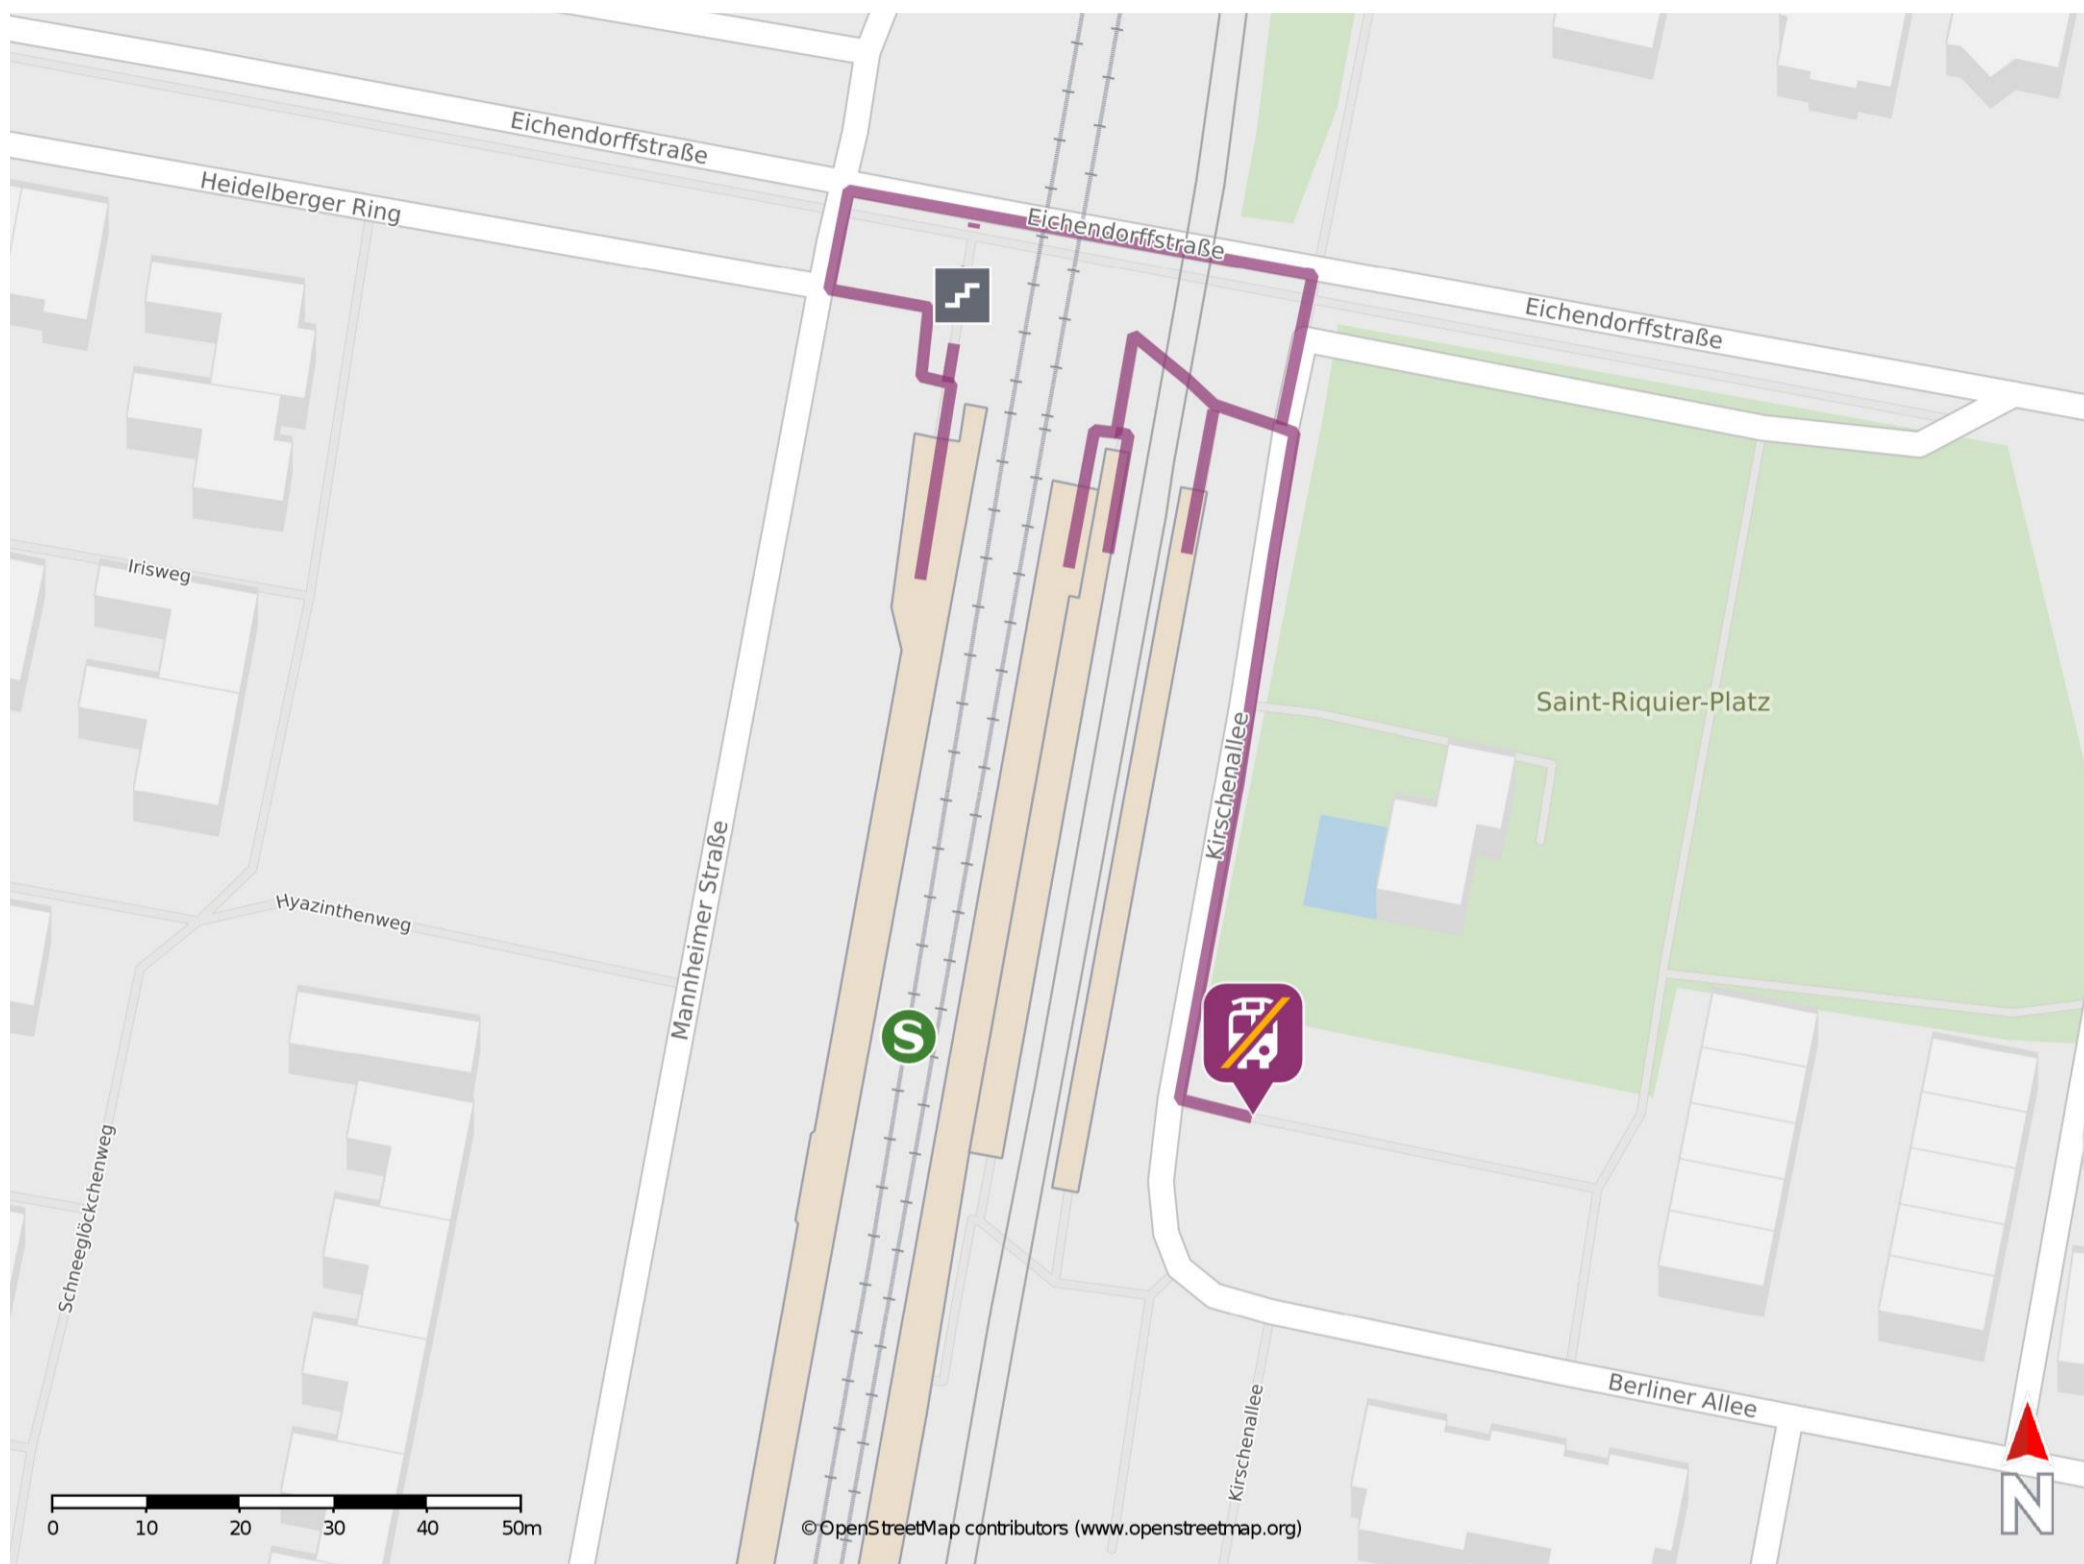 Eichendorffstraße
Heidelberger Ring
Eichendorffstraße
Eichendorffstraße
Irisweg
Saint-Riquier-Platz
Kirschenallee
Mannheimer Straße
Hyazinthenweg
S
Schneeglöckchenweg
Berliner Allee
Kirschenallee
N
0 10 20 30 40 50m
©OpenStreetMap contributors (www.openstreetmap.org)